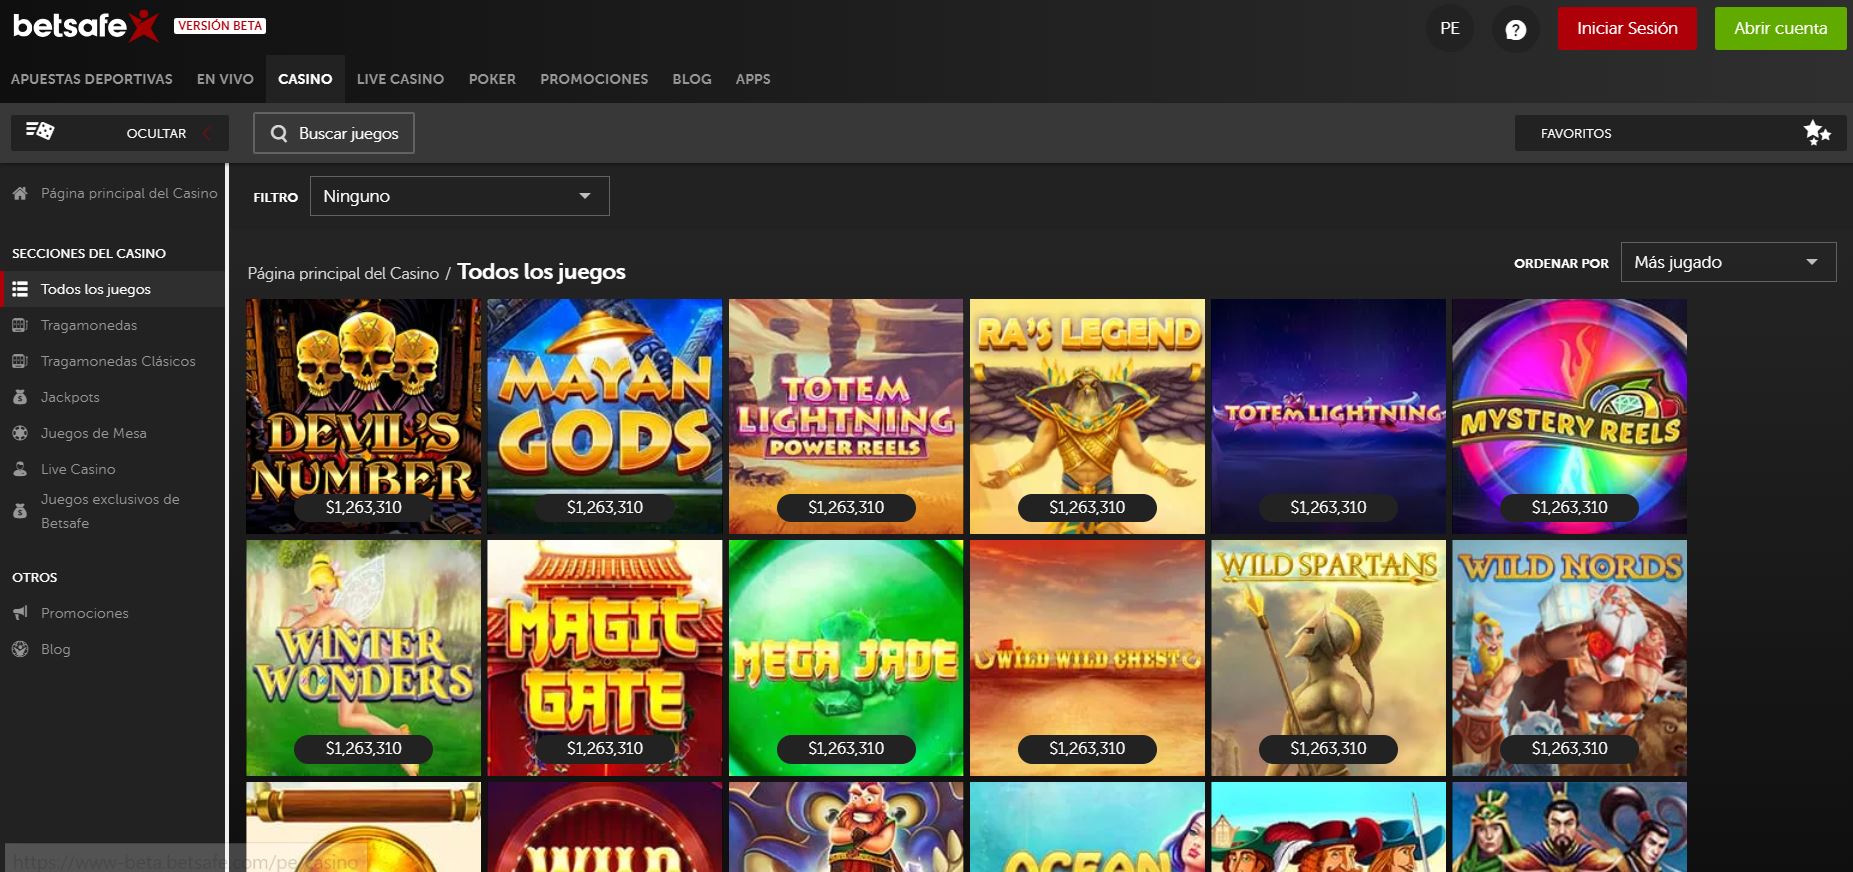 betsafe
VERSIÓN BETA
PE
?
Iniciar Sesión
Abrir cuenta
APUESTAS DEPORTIVAS
EN VIVO
CASINO
LIVE CASINO
POKER
PROMOCIONES
BLOG
APPS
OCULTAR
Buscar juegos
FAVORITOS
Página principal del Casino
SECCIONES DEL CASINO
Todos los juegos
Tragamonedas
Tragamonedas Clásicos
Jackpots
Juegos de Mesa
Live Casino
Juegos exclusivos de
Betsafe
OTROS
Promociones
Blog
FILTRO
Ninguno
Página principal del Casino / Todos los juegos
ORDENAR POR
Más jugado
DEVIL'S
NUMBER
$1,263,310
MAYAN
GODS
$1,263,310
TOTEM
LIGHTNING
POWER REELS
$1,263,310
RA'S LEGEND
$1,263,310
TOTEM LIGHTNING
$1,263,310
MYSTERY REELS
$1,263,310
WINTER
WONDERS
$1,263,310
MAGIC
GATE
$1,263,310
MEGA JADE
$1,263,310
WILD WILD CHEST
$1,263,310
WILD SPARTANS
$1,263,310
WILD NORDS
$1,263,310
WILD
OCEAN
https://www-beta.betsafe.com/pe/casino